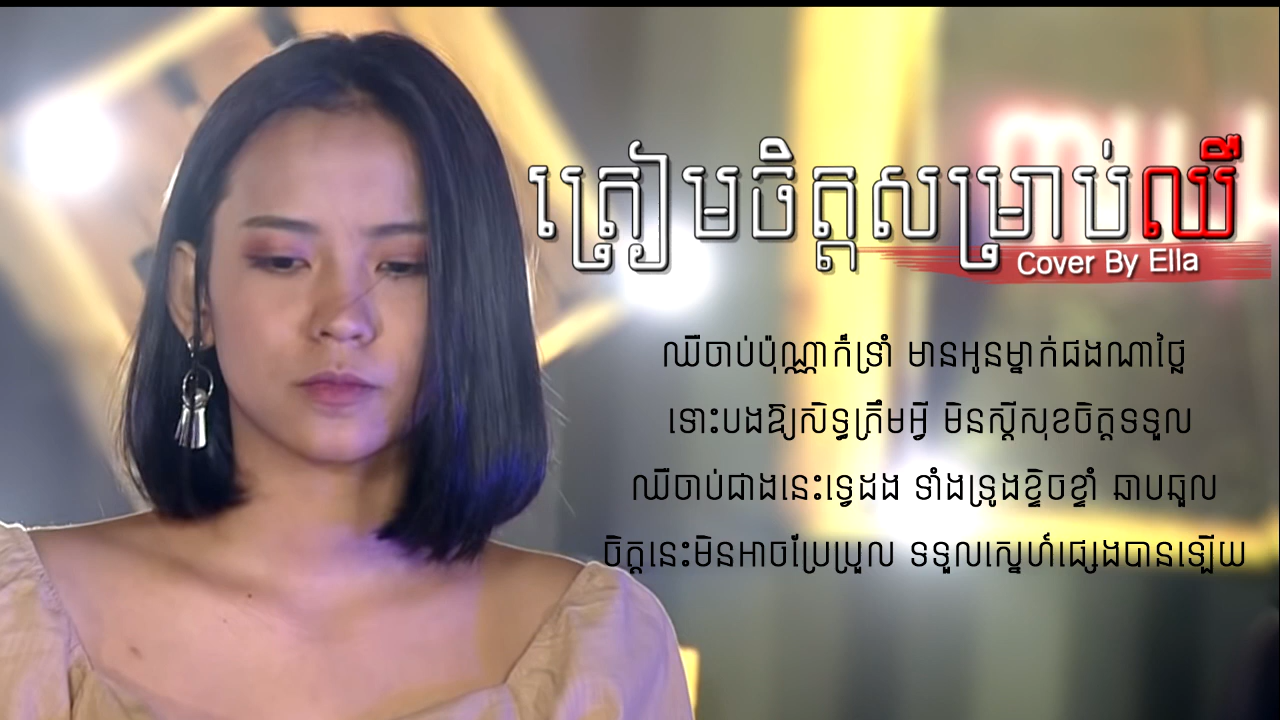 ត្រៀមចិត្តសម្រាប់ឈឺ
Cover By Ella
ឈឺចាប់ប៉ុណ្ណាក៏ទ្រាំ មានអូនម្នាក់ផងណាថ្លៃ
ទោះបងឱ្យសិទ្ធត្រឹមអ្វី មិនស្ដីសុខចិត្តទទួល
ឈឺចាប់ជាងនេះទ្វេដង ទាំងទ្រូងខ្ទិចខ្ទាំ ឆាបឆួល
ចិត្តនេះមិនអាចប្រែប្រួល ទទួលស្នេហ៍ផ្សេងបានឡើយ